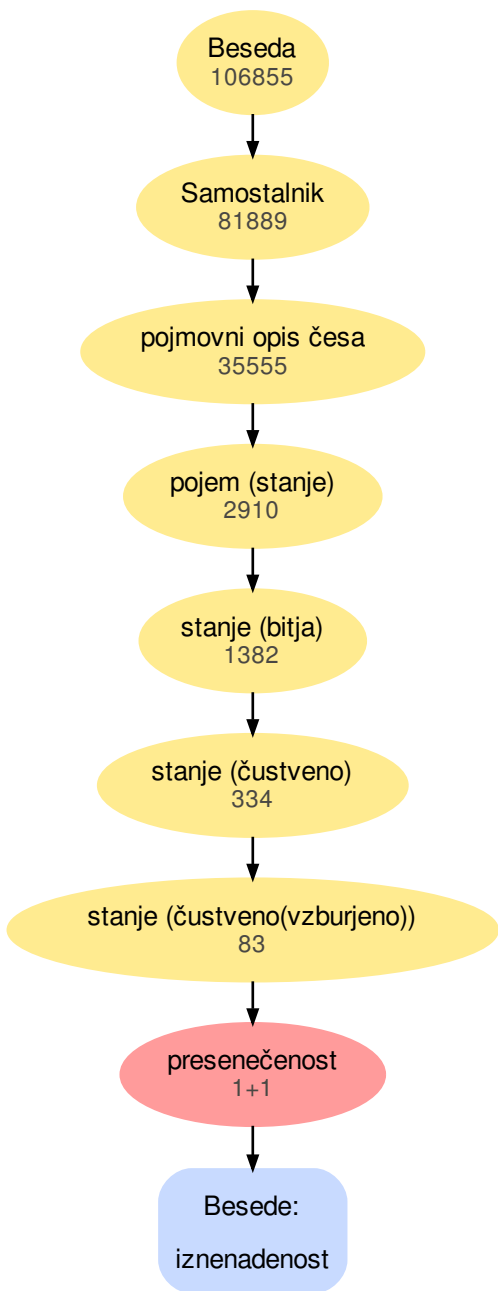 Beseda
106855
Samostalnik
81889
pojmovni opis česa
35555
pojem (stanje)
2910
stanje (bitja)
1382
stanje (čustveno)
334
stanje (čustveno(vzburjeno))
83
presenečenost
1+1
Besede:
iznenadenost